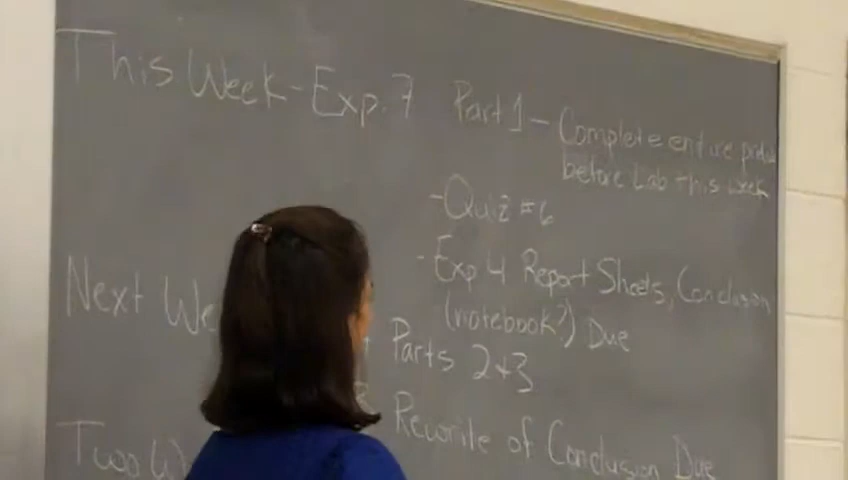 This Week - Exp. 7 Part 1 - Complete entire
before Lab this week
- Quiz #6
- Exp 4 Report Sheets, Conclusion
(notebook?) Due
Next We
Parts 2+3
Rewrite of Conclusion Due
Two W